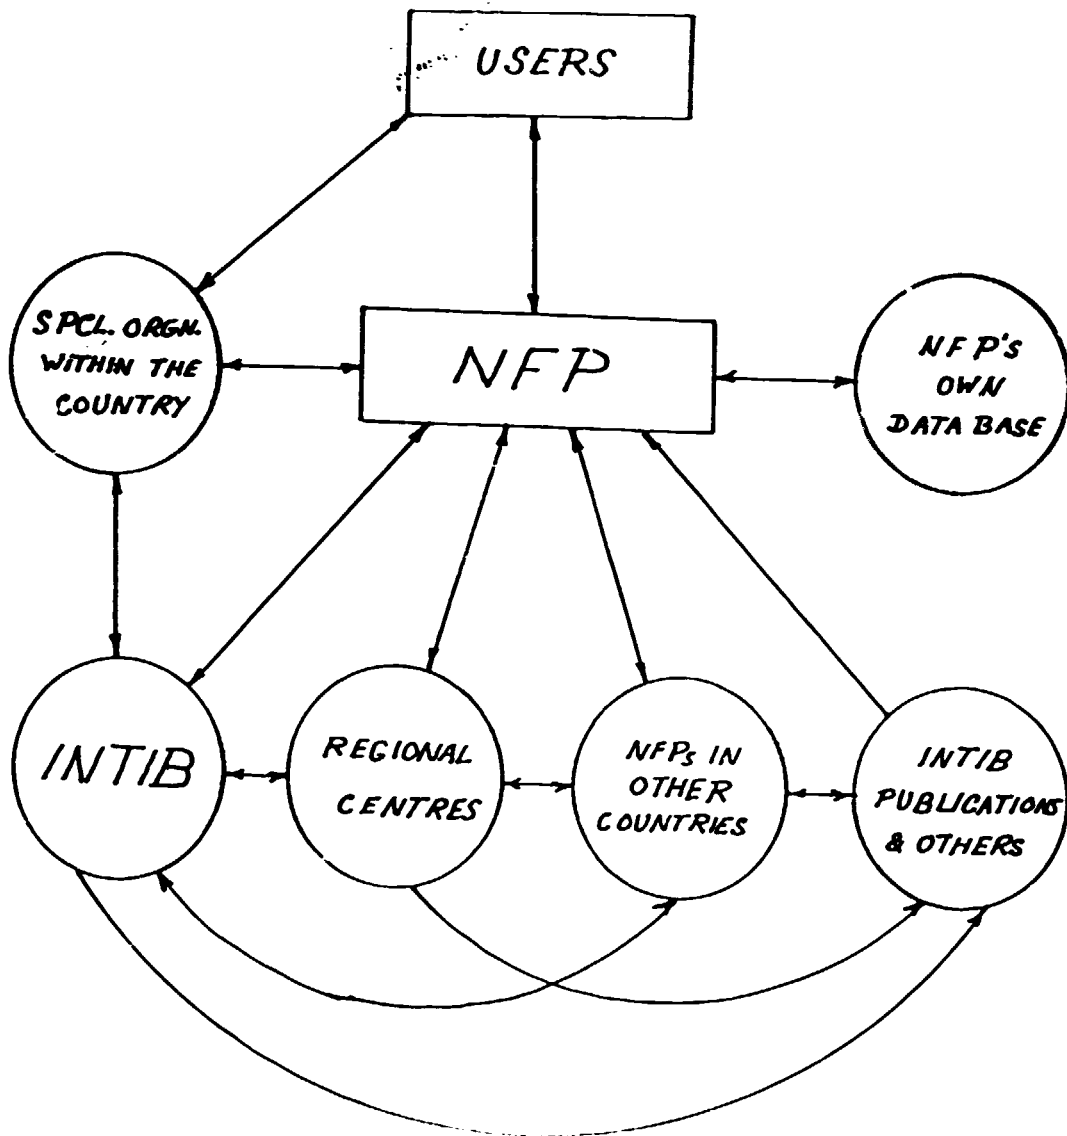 USERS
SPCL. ORGN.
WITHIN THE
COUNTRY
NFP
NFP'S
OWN
DATA BASE
INTIB
REGIONAL
CENTRES
NFPs IN
OTHER
COUNTRIES
INTIB
PUBLICATIONS
& OTHERS